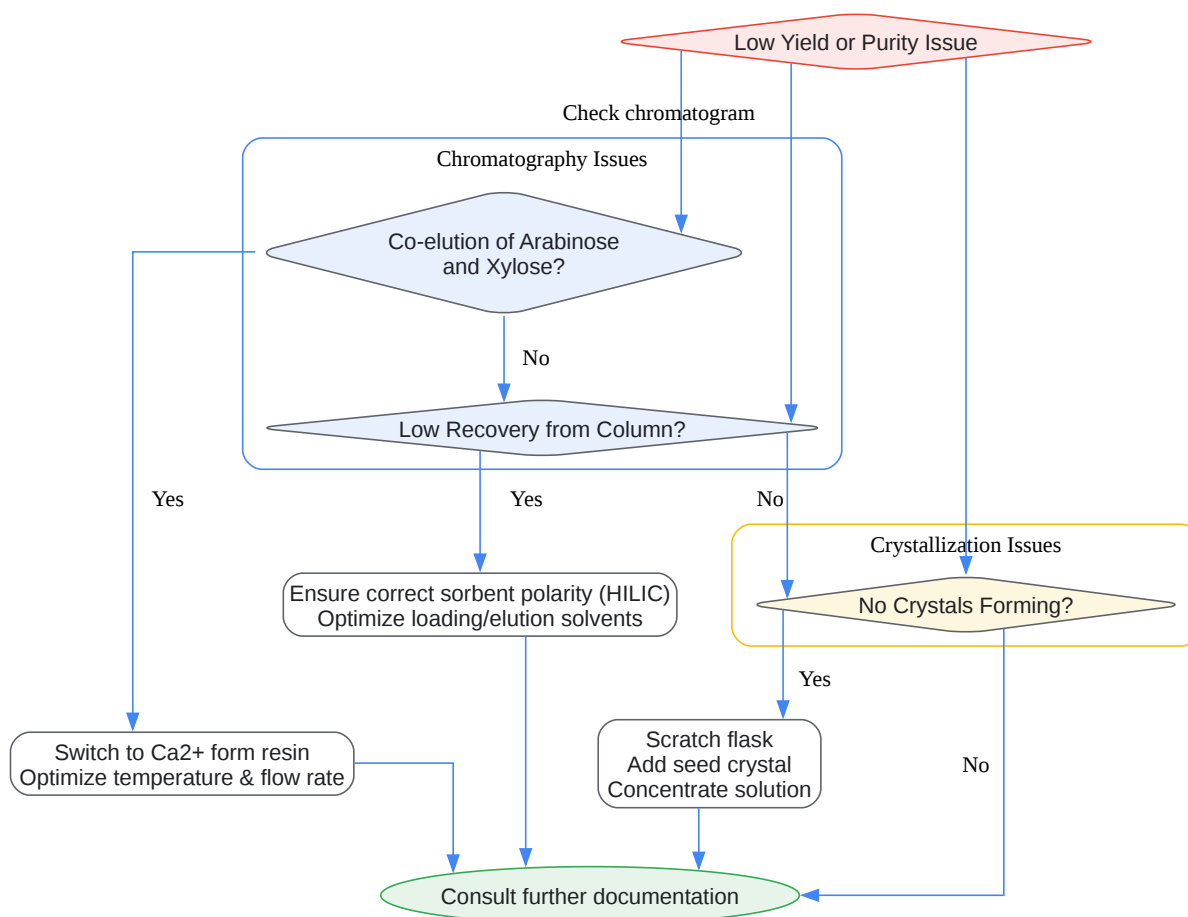 Low Yield or Purity Issue
Check chromatogram
Chromatography Issues
Co-elution of Arabinose
and Xylose?
No
Low Recovery from Column?
Yes
Yes
No
Crystallization Issues
Ensure correct sorbent polarity (HILIC)
Optimize loading/elution solvents
No Crystals Forming?
Yes
Switch to Ca2+ form resin
Optimize temperature & flow rate
Scratch flask
Add seed crystal
Concentrate solution
No
Consult further documentation